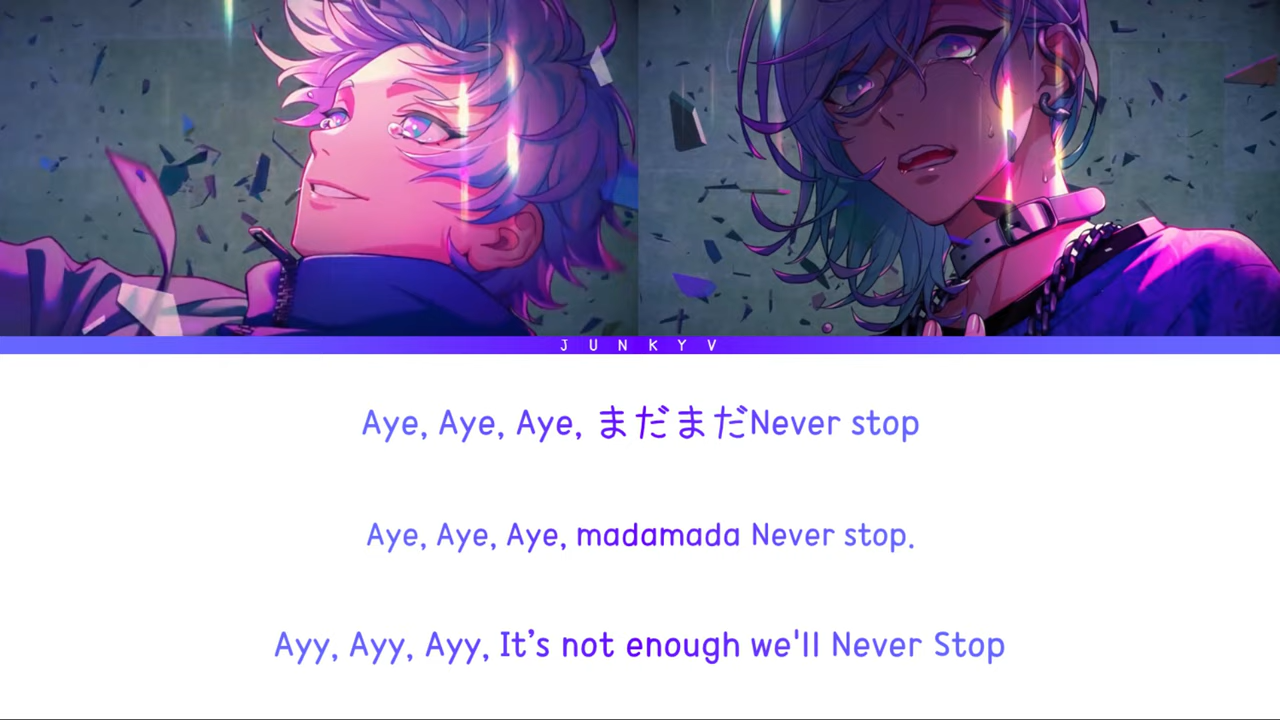 JUNKYV
Aye, Aye, Aye, まだまだNever stop
Aye, Aye, Aye, madamada Never stop.
Ayy, Ayy, Ayy, It’s not enough we'll Never Stop